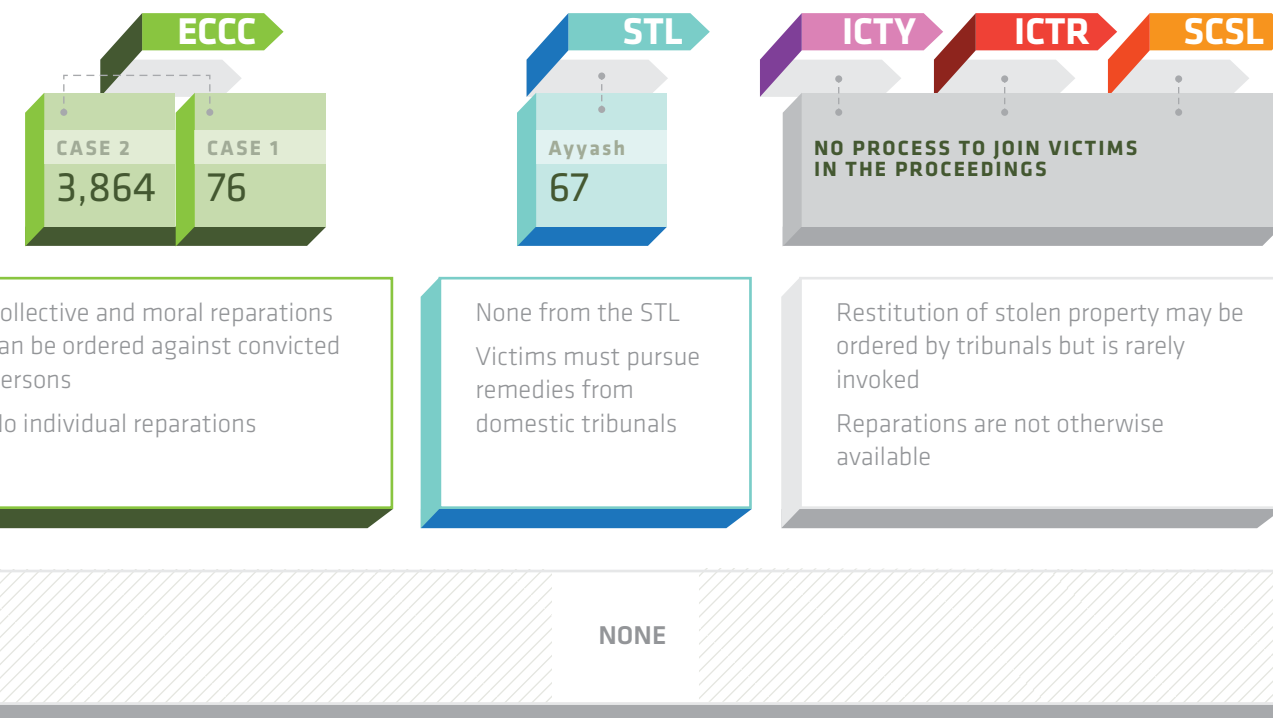 ECCC
STL
ICTY
ICTR
SCSL
CASE 2
3,864
CASE 1
76
Ayyash
67
NO PROCESS TO JOIN VICTIMS
IN THE PROCEEDINGS
ollective and moral reparations
an be ordered against convicted
ersons
o individual reparations
None from the STL
Victims must pursue
remedies from
domestic tribunals
Restitution of stolen property may be
ordered by tribunals but is rarely
invoked
Reparations are not otherwise
available
NONE